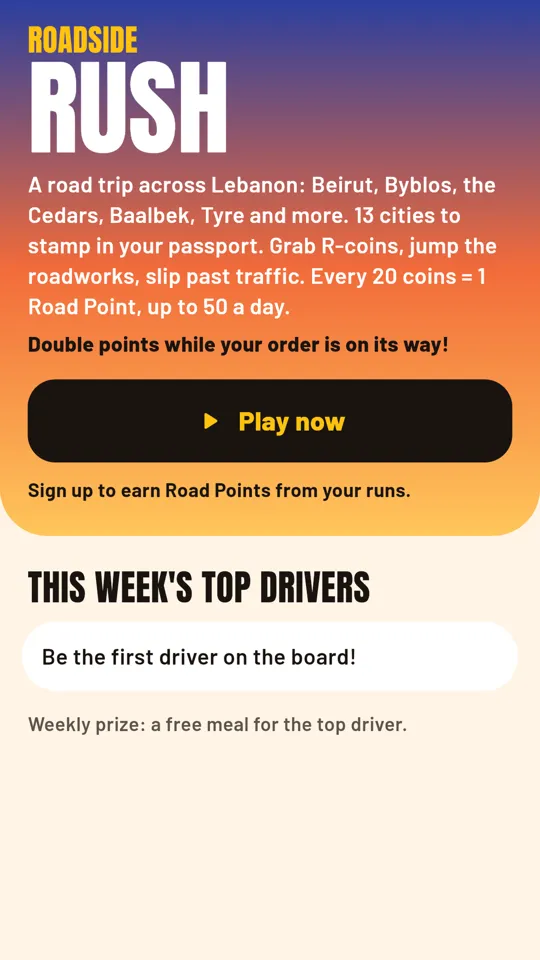 ROADSIDE
RUSH
A road trip across Lebanon: Beirut, Byblos, the
Cedars, Baalbek, Tyre and more. 13 cities to
stamp in your passport. Grab R-coins, jump the
roadworks, slip past traffic. Every 20 coins = 1
Road Point, up to 50 a day.
Double points while your order is on its way!
Play now
Sign up to earn Road Points from your runs.
THIS WEEK'S TOP DRIVERS
Be the first driver on the board!
Weekly prize: a free meal for the top driver.